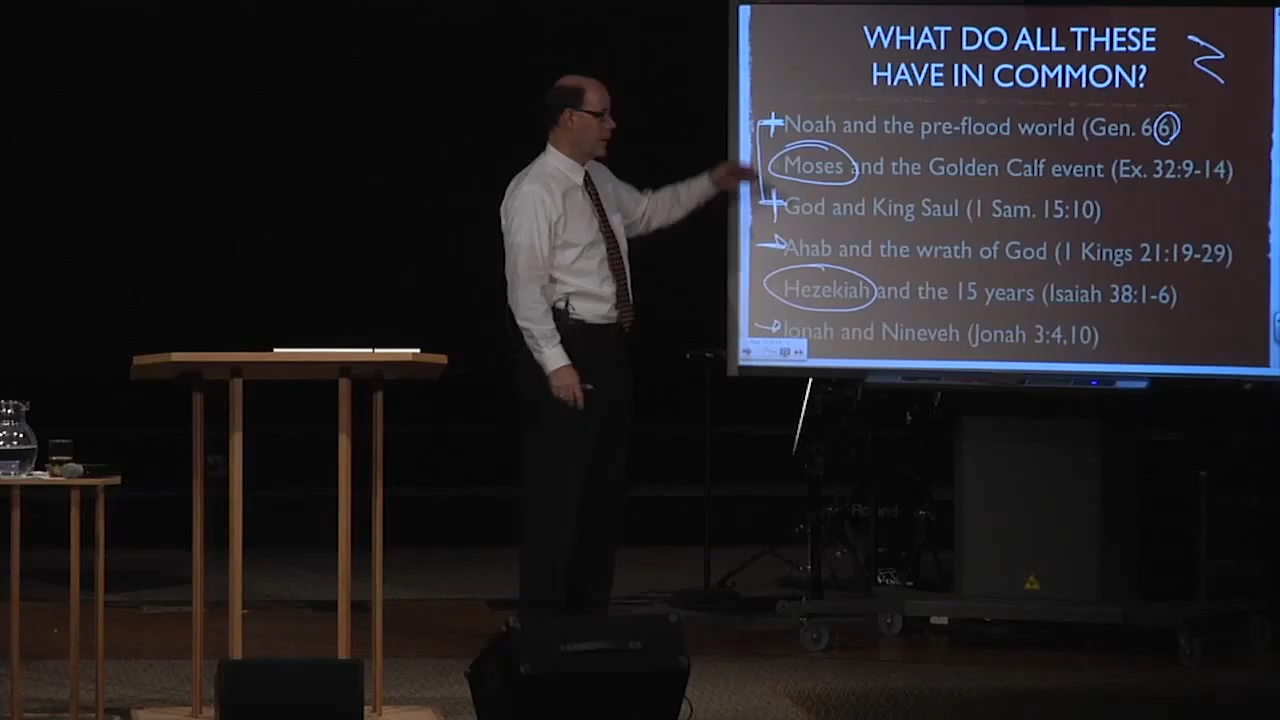 WHAT DO ALL THESE
HAVE IN COMMON?
Noah and the pre-flood world (Gen. 6:6)
Moses and the Golden Calf event (Ex. 32:9-14)
God and King Saul (1 Sam. 15:10)
Ahab and the wrath of God (1 Kings 21:19-29)
Hezekiah and the 15 years (Isaiah 38:1-6)
Jonah and Nineveh (Jonah 3:4,10)
Roland